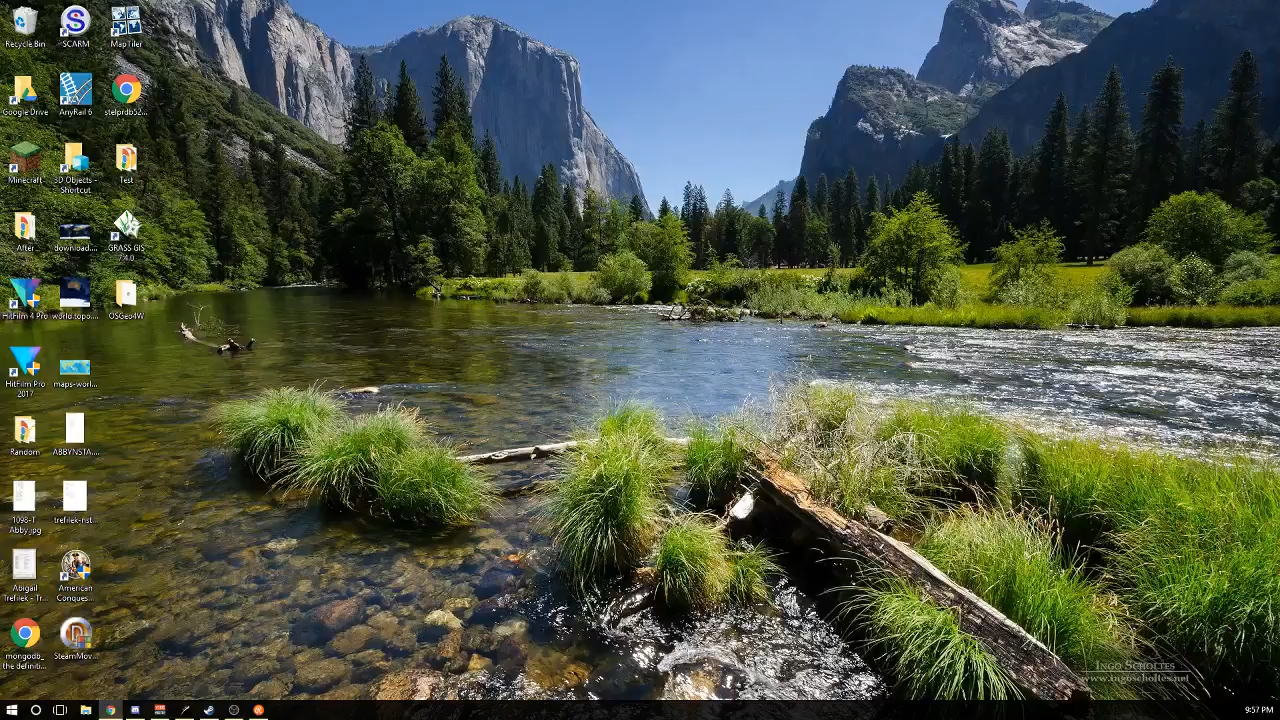 Recycle Bin
SCARM
MapTiler
Google Drive
AnyRail 6
stelprdb52...
Minecraft
3D Objects -
Shortcut
Test
After
download....
GRASS GIS
7.4.0
HitFilm 4 Pro
world.topo...
OSGeo4W
HitFilm Pro
2017
maps-worl...
Random
ABBYNSTA...
1098-T
Abby.jpg
trefilek-nst...
Abigail
Trefilek - Tr...
American
Conques...
mongodb_
the definiti...
SteamMov...
INGO SCHOLTES
www.ingoscholtes.net
9:57 PM